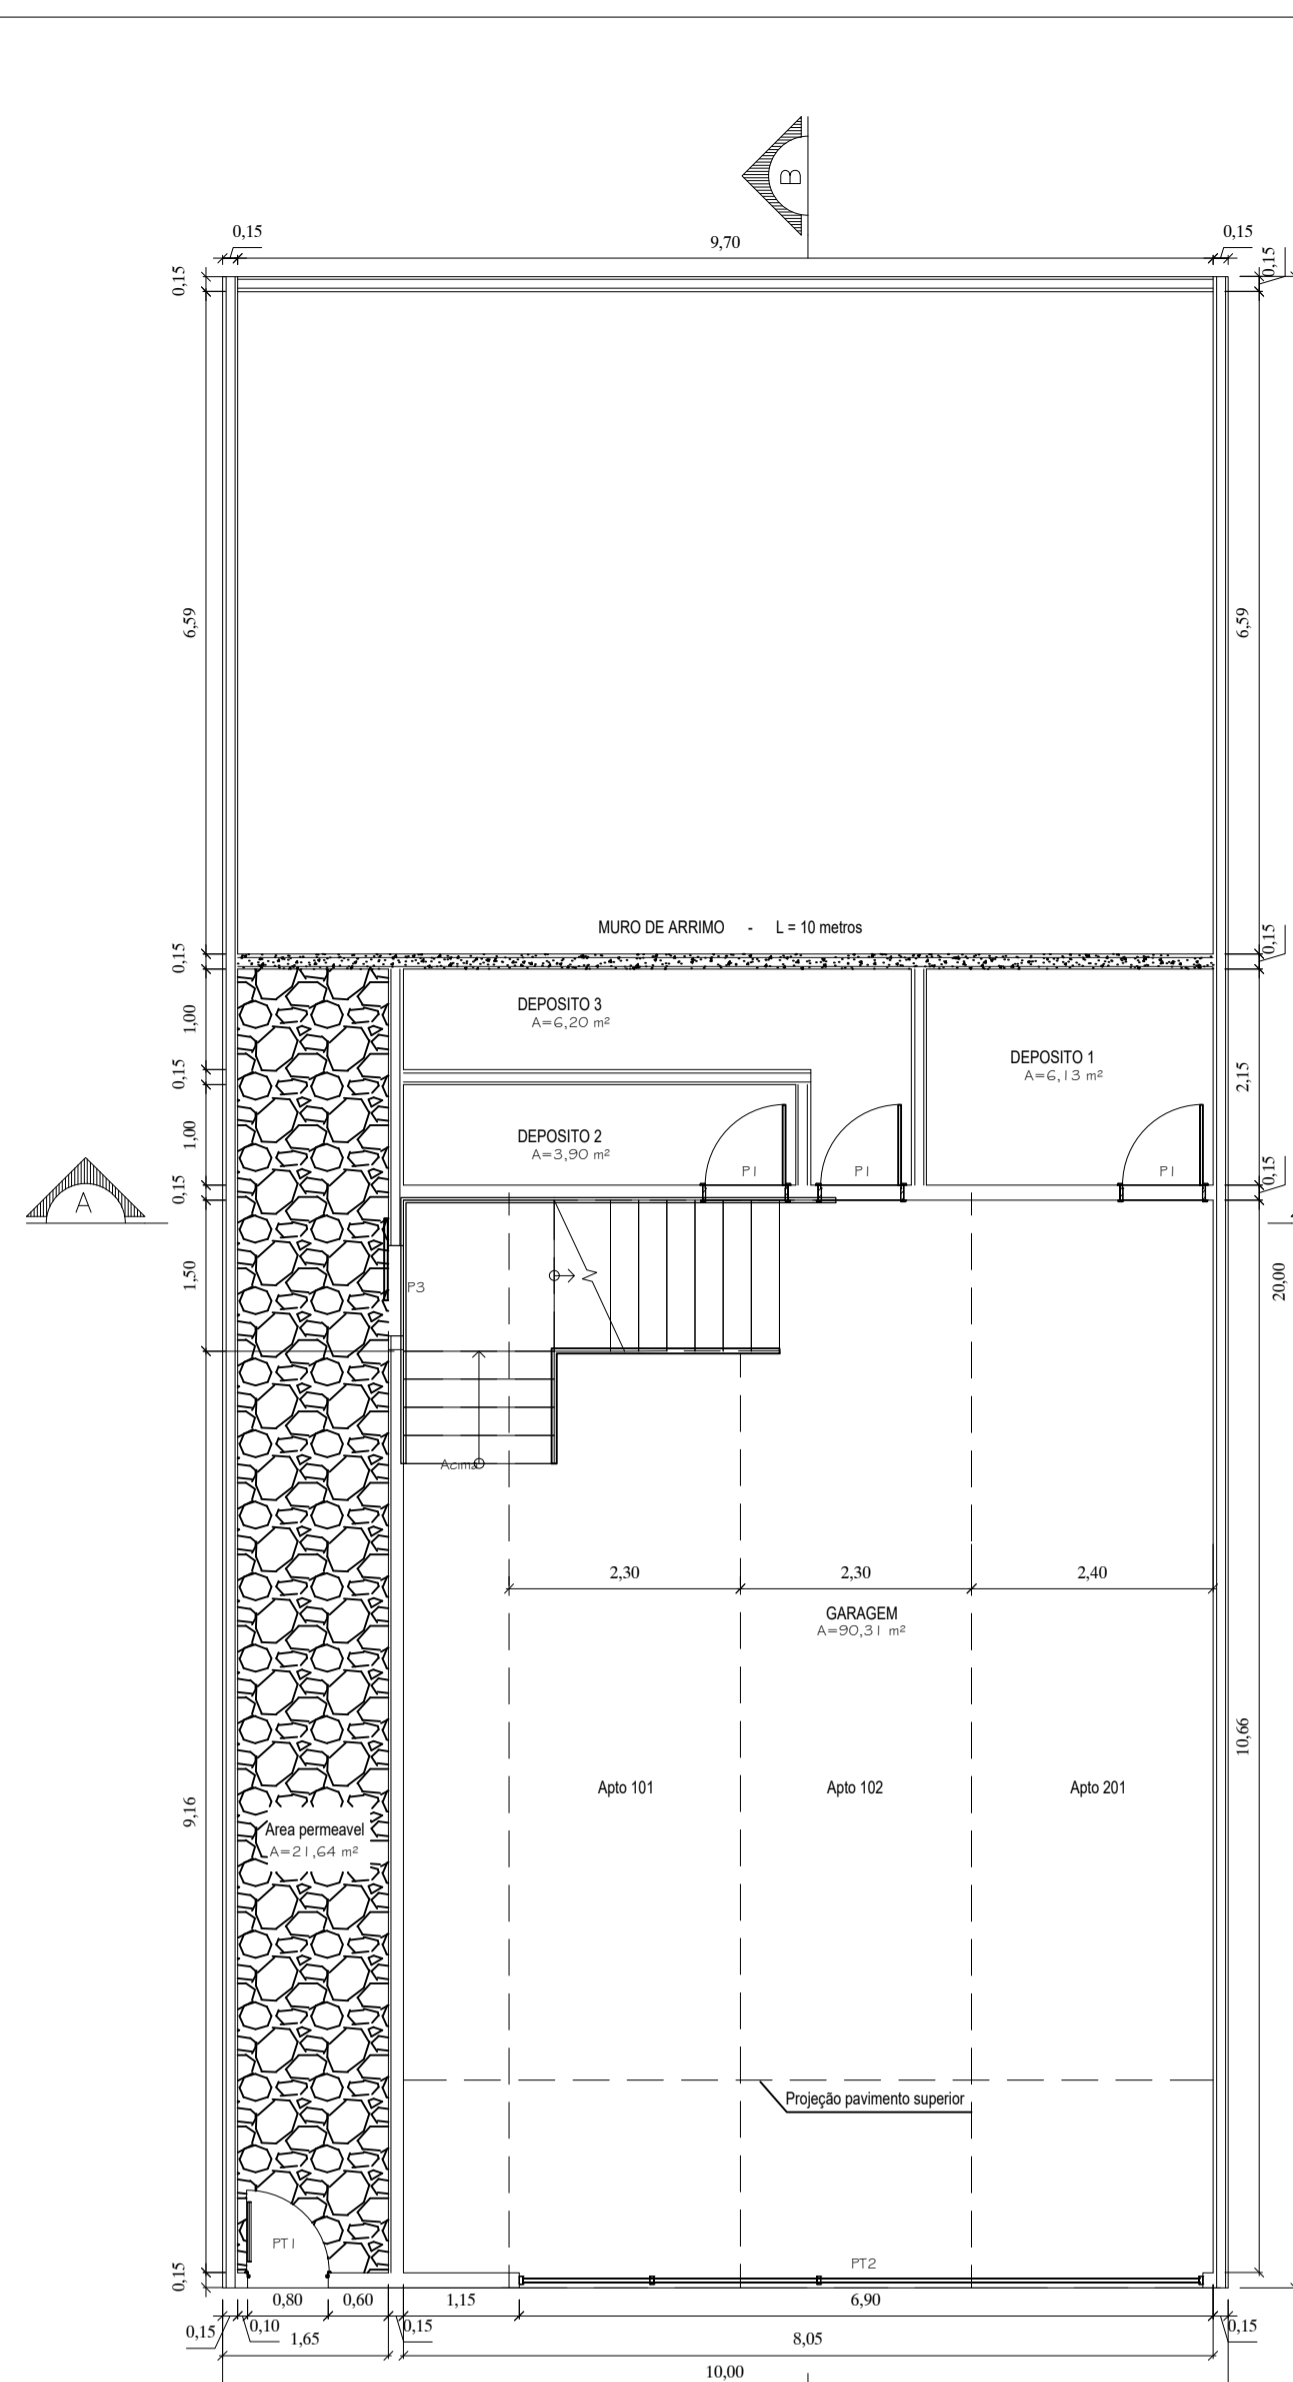 B
0,15
9,70
0,15
0,15
0,15
6,59
6,59
MURO DE ARRIMO - L = 10 metros
0,15
0,15
DEPOSITO 3
A=6,20 m²
1,00
DEPOSITO 1
A=6,13 m²
0,15
2,15
DEPOSITO 2
A=3,90 m²
1,00
P1
P1
P1
0,15
0,15
A
1,50
P3
20,00
Acima
2,30
2,30
2,40
GARAGEM
A=90,31 m²
10,66
Apto 101
Apto 102
Apto 201
9,16
Area permeavel
A=21,64 m²
Projeção pavimento superior
PT1
PT2
0,15
0,80
0,60
1,15
6,90
0,15
0,10
0,15
0,15
1,65
8,05
10,00